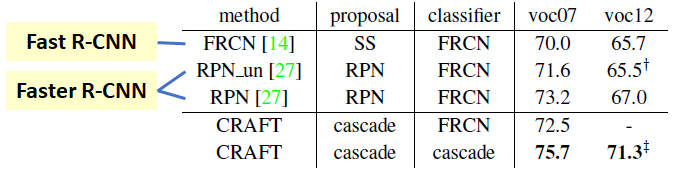 method proposal classifier voc07 voc12
Fast R-CNN FRCN [14] SS FRCN 70.0 65.7
RPN_un [27] RPN FRCN 71.6 65.5†
Faster R-CNN
RPN [27] RPN FRCN 73.2 67.0
CRAFT cascade FRCN 72.5 -
CRAFT cascade cascade 75.7 71.3‡